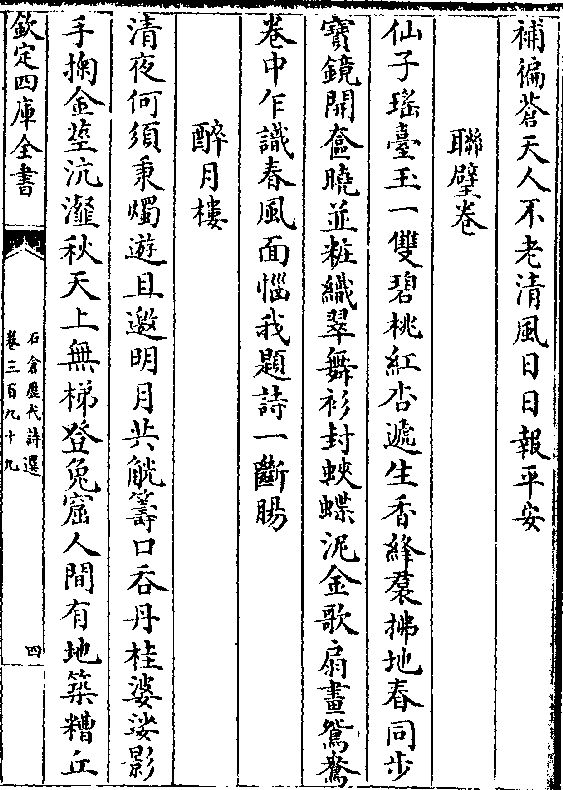 補徧蒼天人不老清風日日報平安
聯璧卷
仙子瑤臺玉一雙碧桃紅杏遞生香絳裠拂地春同步
寶鏡開奩曉並粧織翠舞衫封蛺蝶泥金歌扇畫鴛鴦
卷中乍識春風面惱我題詩一斷腸
醉月樓
清夜何須秉燭遊且邀明月共觥籌口吞丹桂婆娑影
手掬金莖沆瀣秋天上無梯登兔窟人間有地築糟丘
欽定四庫全書
石倉歷代詩選
卷三百九十九
四